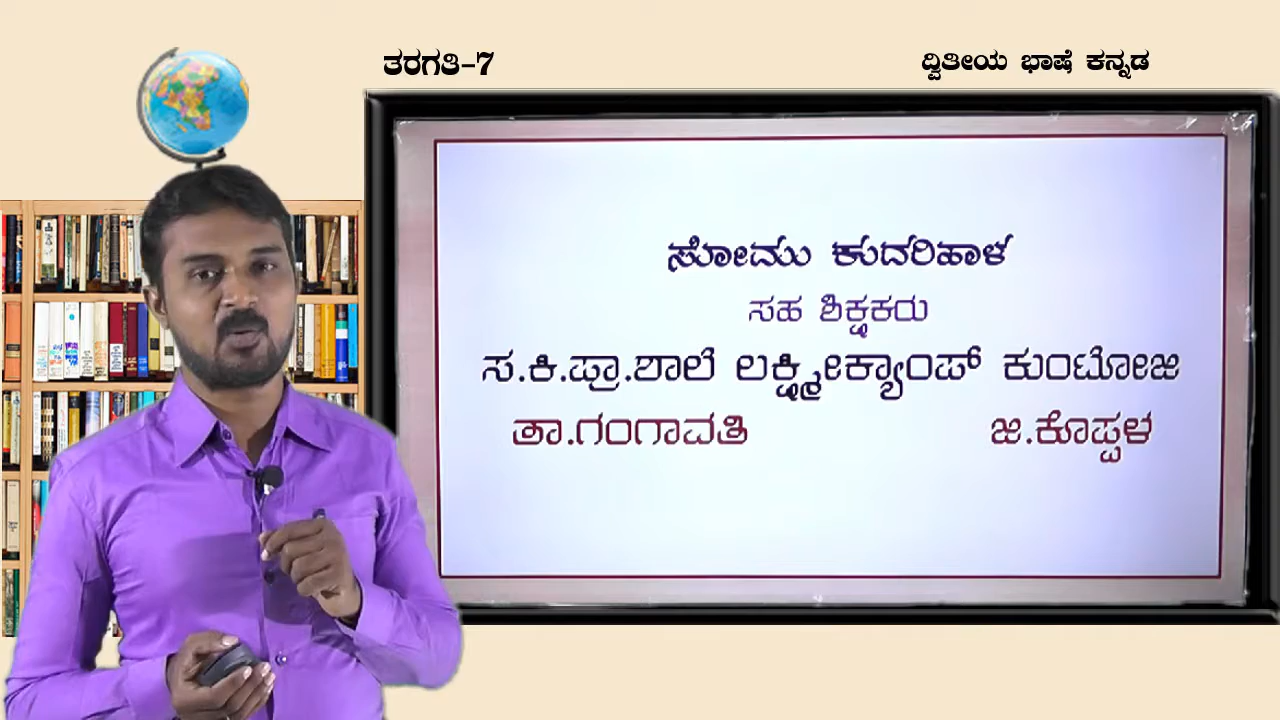 ತರಗತಿ-7
ದ್ವಿತೀಯ ಭಾಷೆ ಕನ್ನಡ
ಸೋಮು ಕುದರಿಹಾಳ
ಸಹ ಶಿಕ್ಷಕರು
ಸ.ಕಿ.ಪ್ರಾ.ಶಾಲೆ ಲಕ್ಷ್ಮೀಕ್ಯಾಂಪ್ ಕುಂಟೋಜಿ
ತಾ.ಗಂಗಾವತಿ ಜಿ.ಕೊಪ್ಪಳ